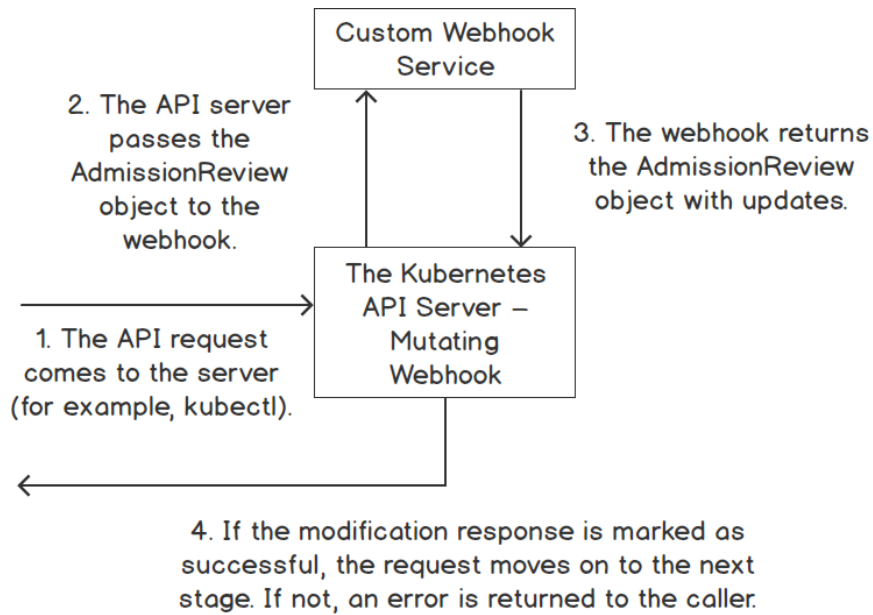 Custom Webhook
Service
2. The API server
passes the
AdmissionReview
object to the
webhook.
3. The webhook returns
the AdmissionReview
object with updates.
The Kubernetes
API Server –
Mutating
Webhook
1. The API request
comes to the server
(for example, kubectl).
4. If the modification response is marked as
successful, the request moves on to the next
stage. If not, an error is returned to the caller.